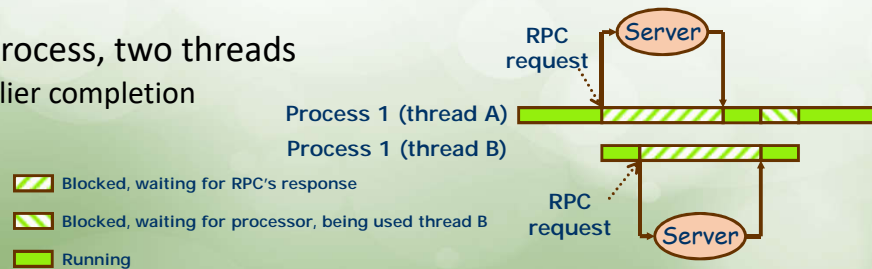 rocess, two threads
lier completion
RPC
request
Server
Process 1 (thread A)
Process 1 (thread B)
Blocked, waiting for RPC's response
Blocked, waiting for processor, being used thread B
Running
RPC
request
Server